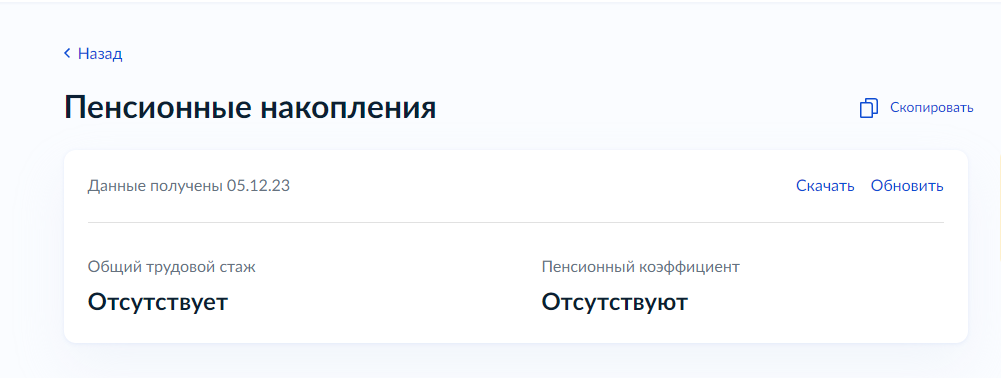 Назад
Пенсионные накопления
Скопировать
Данные получены 05.12.23
Скачать Обновить
Общий трудовой стаж Пенсионный коэффициент
Отсутствует Отсутствуют